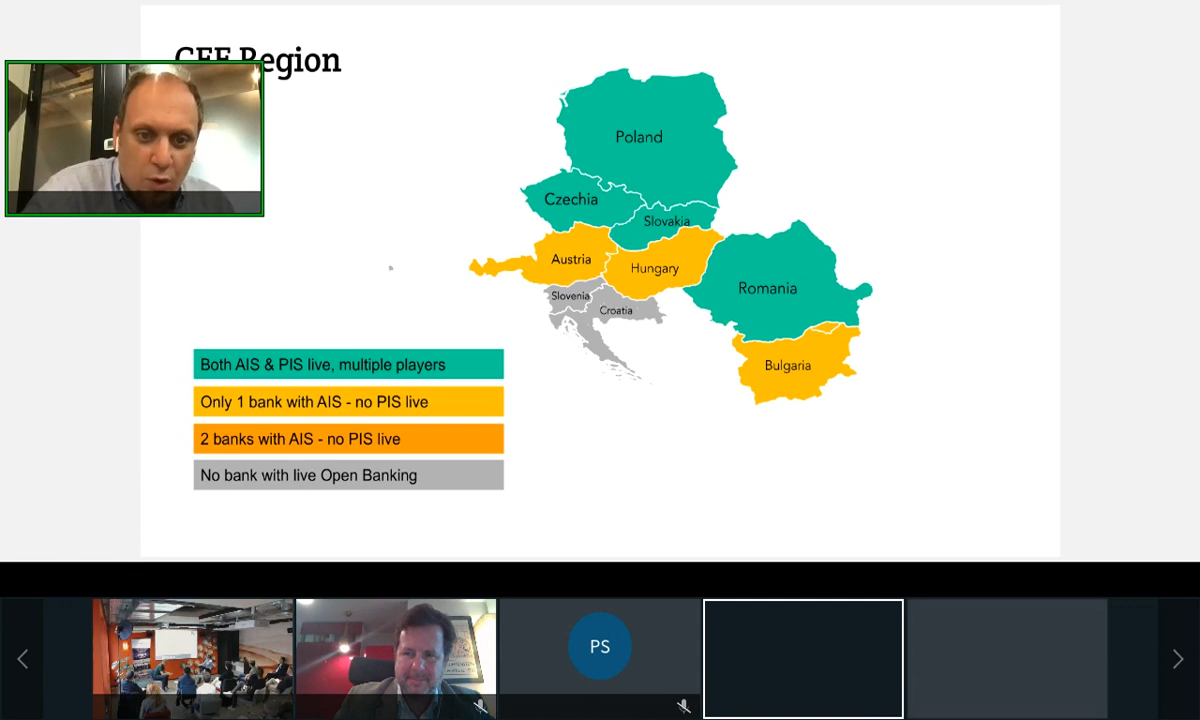 CEE Region
Poland
Czechia
Slovakia
Austria
Hungary
Slovenia
Croatia
Romania
Bulgaria
Both AIS & PIS live, multiple players
Only 1 bank with AIS - no PIS live
2 banks with AIS - no PIS live
No bank with live Open Banking
PS